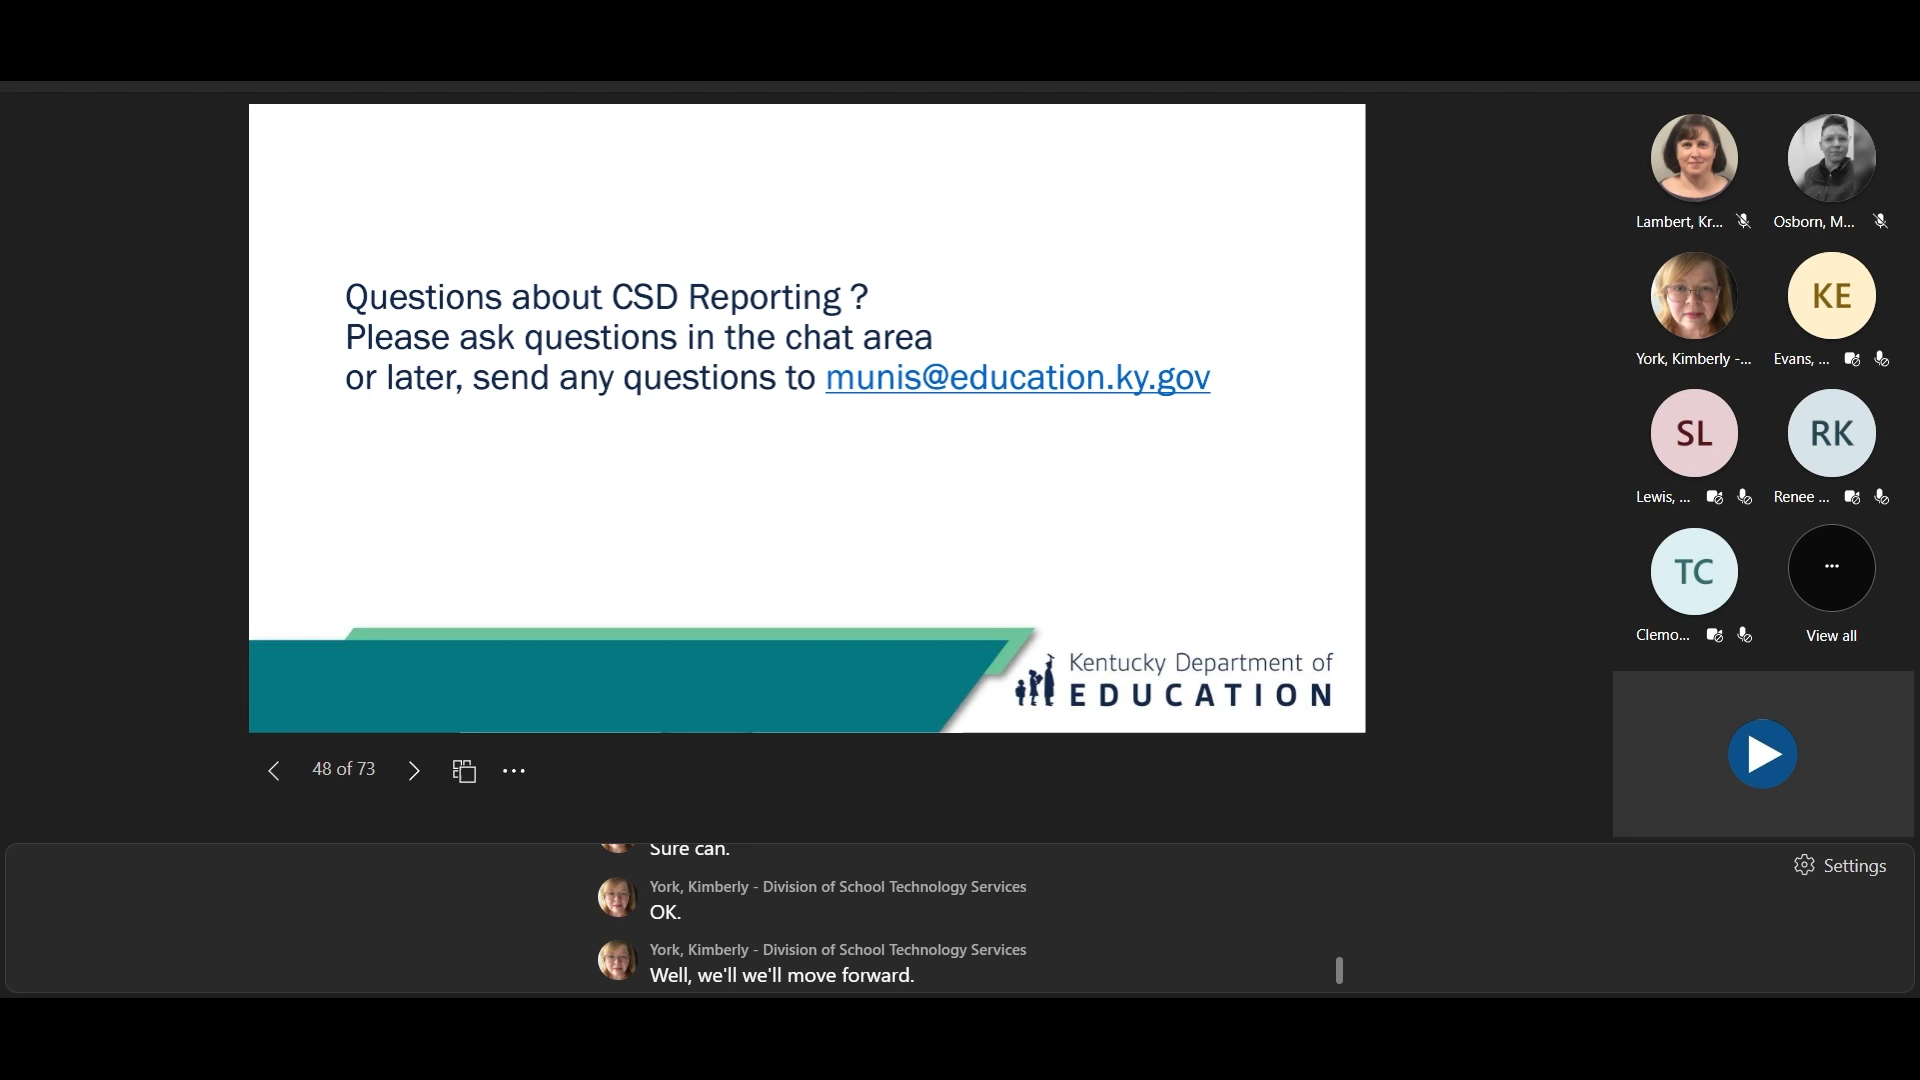 Questions about CSD Reporting ?
Please ask questions in the chat area
or later, send any questions to munis@education.ky.gov
Kentucky Department of
EDUCATION
48 of 73
Lambert, Kr...
Osborn, M...
York, Kimberly -...
KE
Evans, ...
SL
Lewis, ...
RK
Renee ...
TC
Clemo...
...
View all
Settings
Sure can.
York, Kimberly - Division of School Technology Services
OK.
York, Kimberly - Division of School Technology Services
Well, we'll we'll move forward.